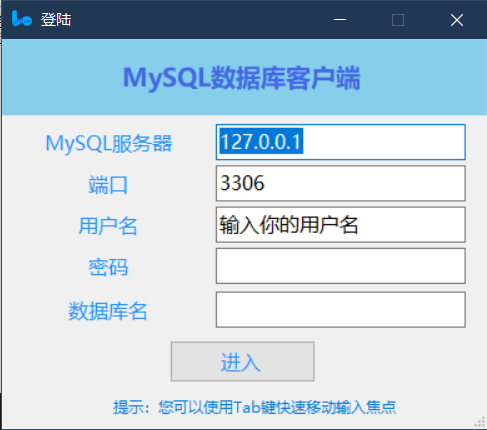 登陆
MySQL数据库客户端
MySQL服务器 127.0.0.1
端口 3306
用户名 输入你的用户名
密码
数据库名
进入
提示：您可以使用Tab键快速移动输入焦点